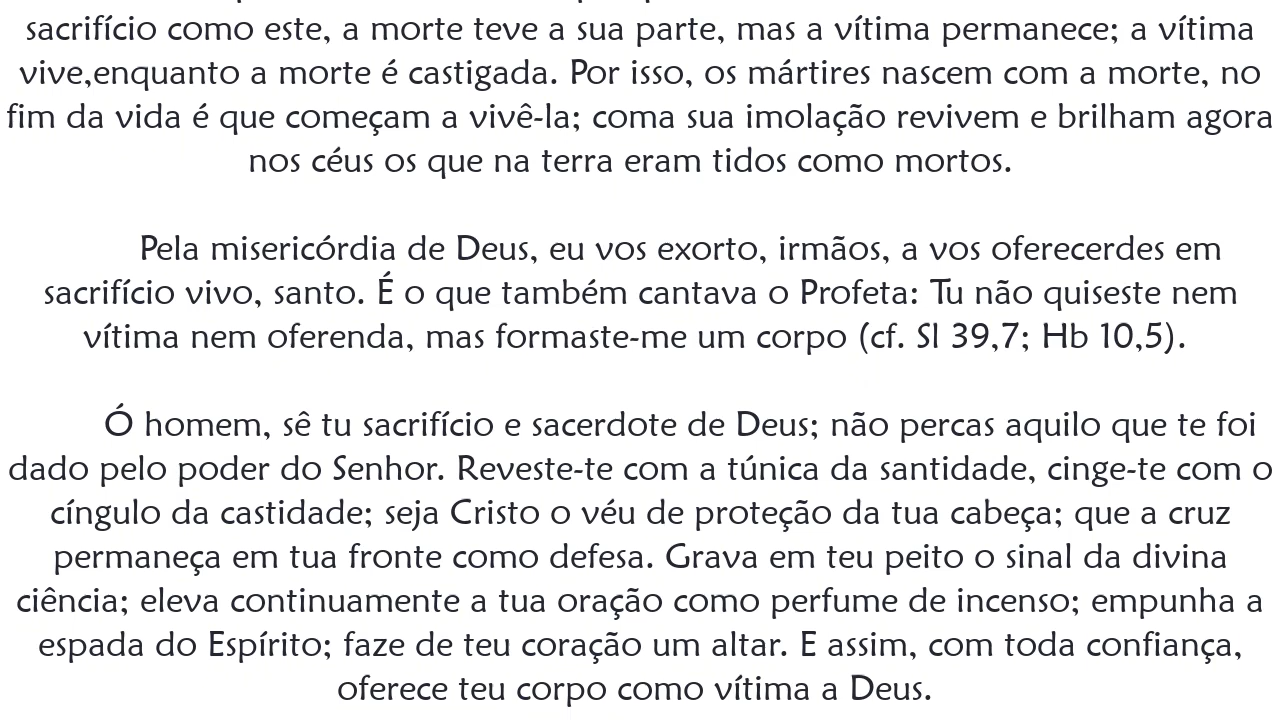 sacrifício como este, a morte teve a sua parte, mas a vítima permanece; a vítima
vive,enquanto a morte é castigada. Por isso, os mártires nascem com a morte, no
fim da vida é que começam a vivê-la; coma sua imolação revivem e brilham agora
nos céus os que na terra eram tidos como mortos.
Pela misericórdia de Deus, eu vos exorto, irmãos, a vos oferecerdes em
sacrifício vivo, santo. É o que também cantava o Profeta: Tu não quiseste nem
vítima nem oferenda, mas formaste-me um corpo (cf. Sl 39,7; Hb 10,5).
Ó homem, sê tu sacrifício e sacerdote de Deus; não percas aquilo que te foi
dado pelo poder do Senhor. Reveste-te com a túnica da santidade, cinge-te com o
cíngulo da castidade; seja Cristo o véu de proteção da tua cabeça; que a cruz
permaneça em tua fronte como defesa. Grava em teu peito o sinal da divina
ciência; eleva continuamente a tua oração como perfume de incenso; empunha a
espada do Espírito; faze de teu coração um altar. E assim, com toda confiança,
oferece teu corpo como vítima a Deus.